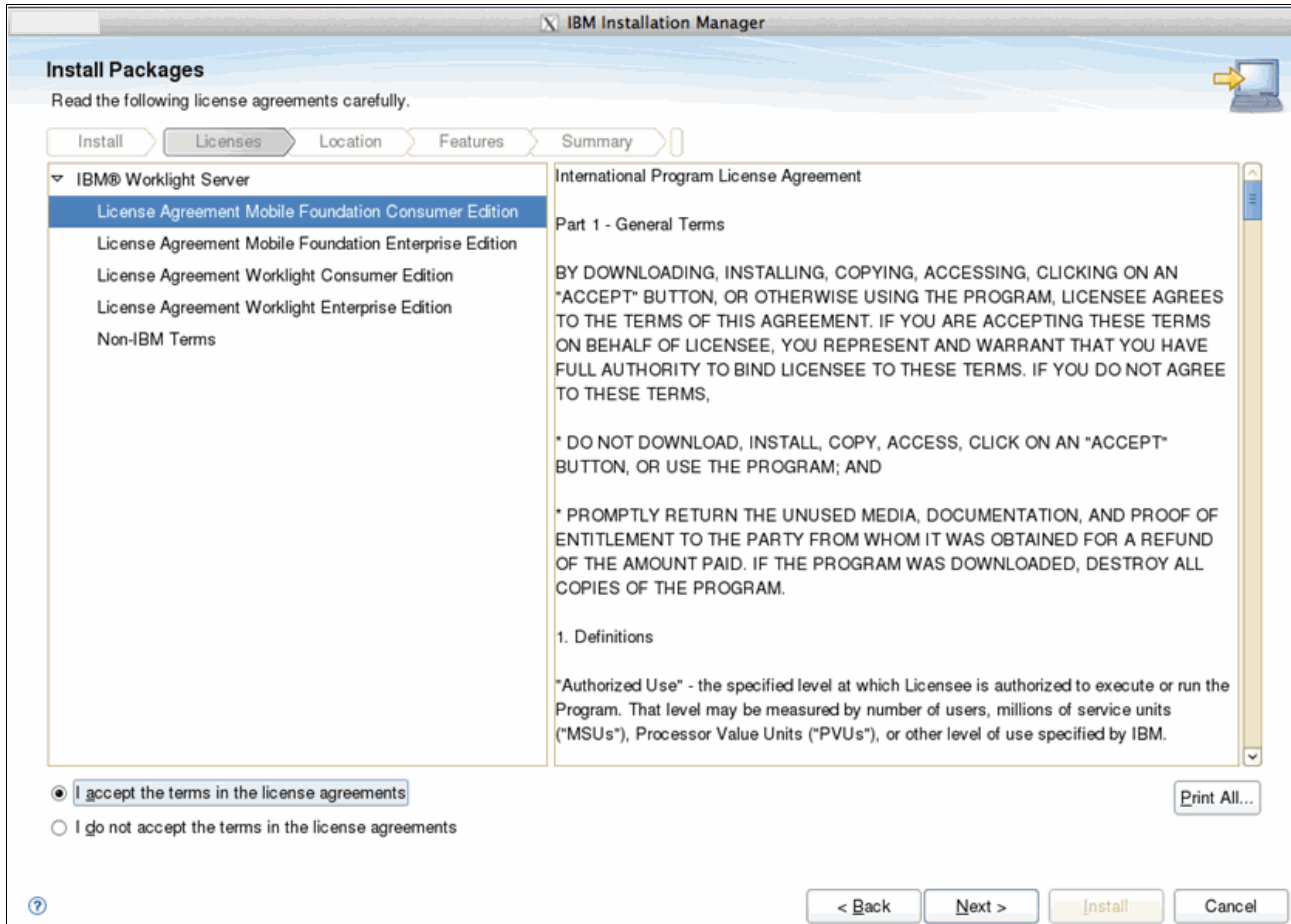 IBM Installation Manager
Install Packages
Read the following license agreements carefully.
Install
Licenses
Location
Features
Summary
IBM® Worklight Server
License Agreement Mobile Foundation Consumer Edition
License Agreement Mobile Foundation Enterprise Edition
License Agreement Worklight Consumer Edition
License Agreement Worklight Enterprise Edition
Non-IBM Terms
International Program License Agreement
Part 1 - General Terms
BY DOWNLOADING, INSTALLING, COPYING, ACCESSING, CLICKING ON AN
"ACCEPT" BUTTON, OR OTHERWISE USING THE PROGRAM, LICENSEE AGREES
TO THE TERMS OF THIS AGREEMENT. IF YOU ARE ACCEPTING THESE TERMS
ON BEHALF OF LICENSEE, YOU REPRESENT AND WARRANT THAT YOU HAVE
FULL AUTHORITY TO BIND LICENSEE TO THESE TERMS. IF YOU DO NOT AGREE
TO THESE TERMS,
* DO NOT DOWNLOAD, INSTALL, COPY, ACCESS, CLICK ON AN "ACCEPT"
BUTTON, OR USE THE PROGRAM; AND
* PROMPTLY RETURN THE UNUSED MEDIA, DOCUMENTATION, AND PROOF OF
ENTITLEMENT TO THE PARTY FROM WHOM IT WAS OBTAINED FOR A REFUND
OF THE AMOUNT PAID. IF THE PROGRAM WAS DOWNLOADED, DESTROY ALL
COPIES OF THE PROGRAM.
1. Definitions
"Authorized Use" - the specified level at which Licensee is authorized to execute or run the
Program. That level may be measured by number of users, millions of service units
("MSUs"), Processor Value Units ("PVUs"), or other level of use specified by IBM.
I accept the terms in the license agreements
Print All...
I do not accept the terms in the license agreements
?
< Back
Next >
Install
Cancel